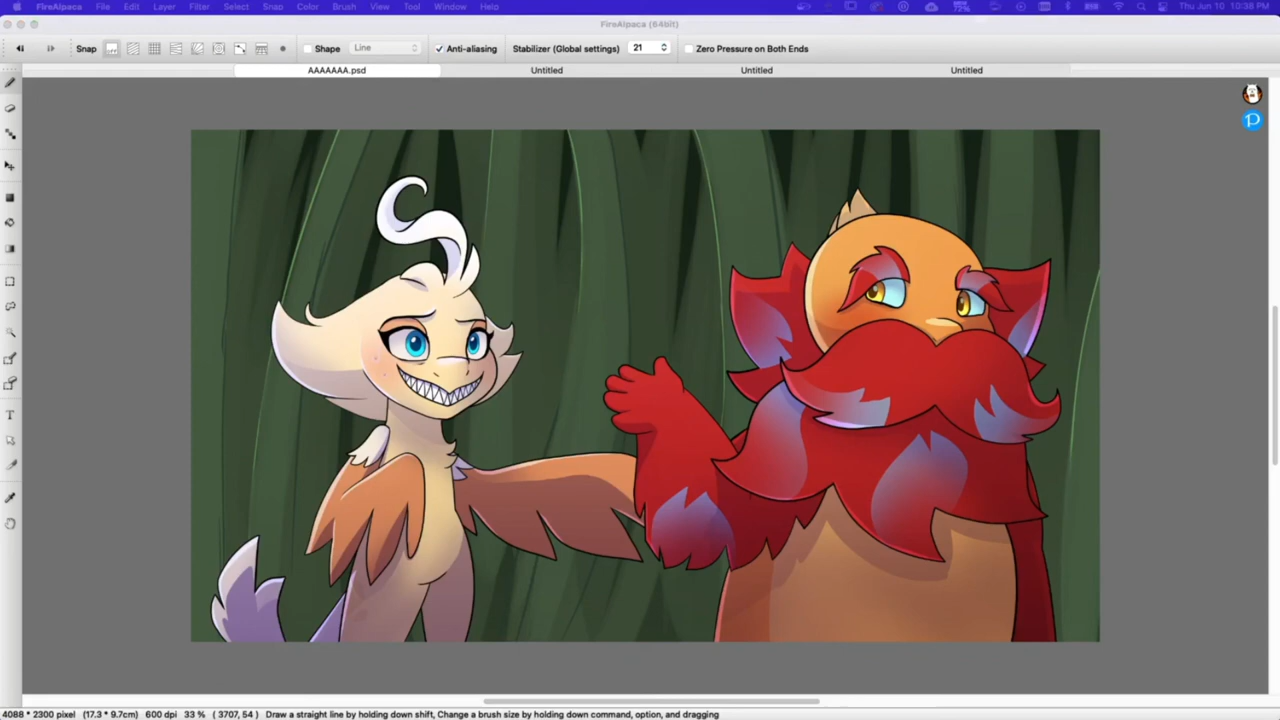 FireAlpaca File Edit Layer Filter Select Snap Color Brush View Tool Window Help 72% Thu Jun 10 10:38 PM
FireAlpaca (64bit)
Snap Shape Line Anti-aliasing Stabilizer (Global settings) 21 Zero Pressure on Both Ends
AAAAAAA.psd Untitled Untitled Untitled
4088 * 2300 pixel (17.3 * 9.7cm) 600 dpi 33 % ( 3707, 54 ) Draw a straight line by holding down shift, Change a brush size by holding down command, option, and dragging